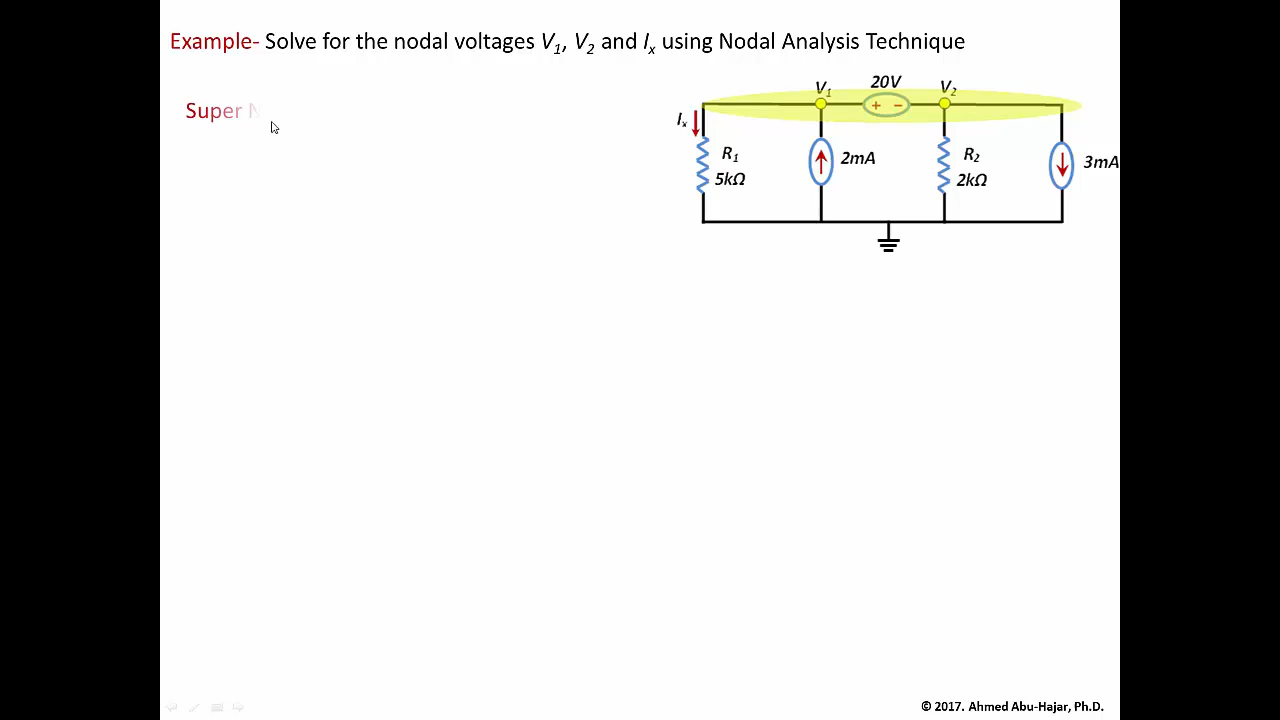 Example- Solve for the nodal voltages V1, V2 and Ix using Nodal Analysis Technique
Super N
V1
20V
V2
Ix
R1
5kΩ
2mA
R2
2kΩ
3mA
© 2017. Ahmed Abu-Hajar, Ph.D.